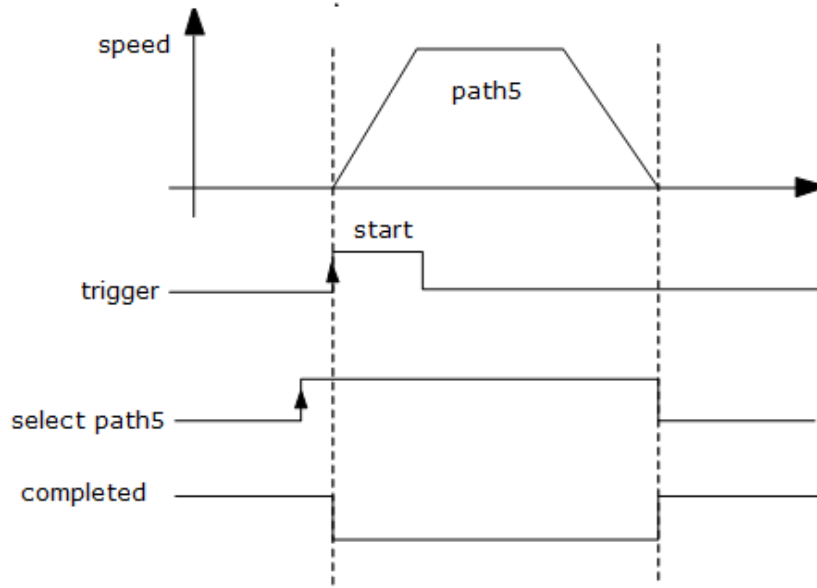 speed
path5
start
trigger
select path5
completed